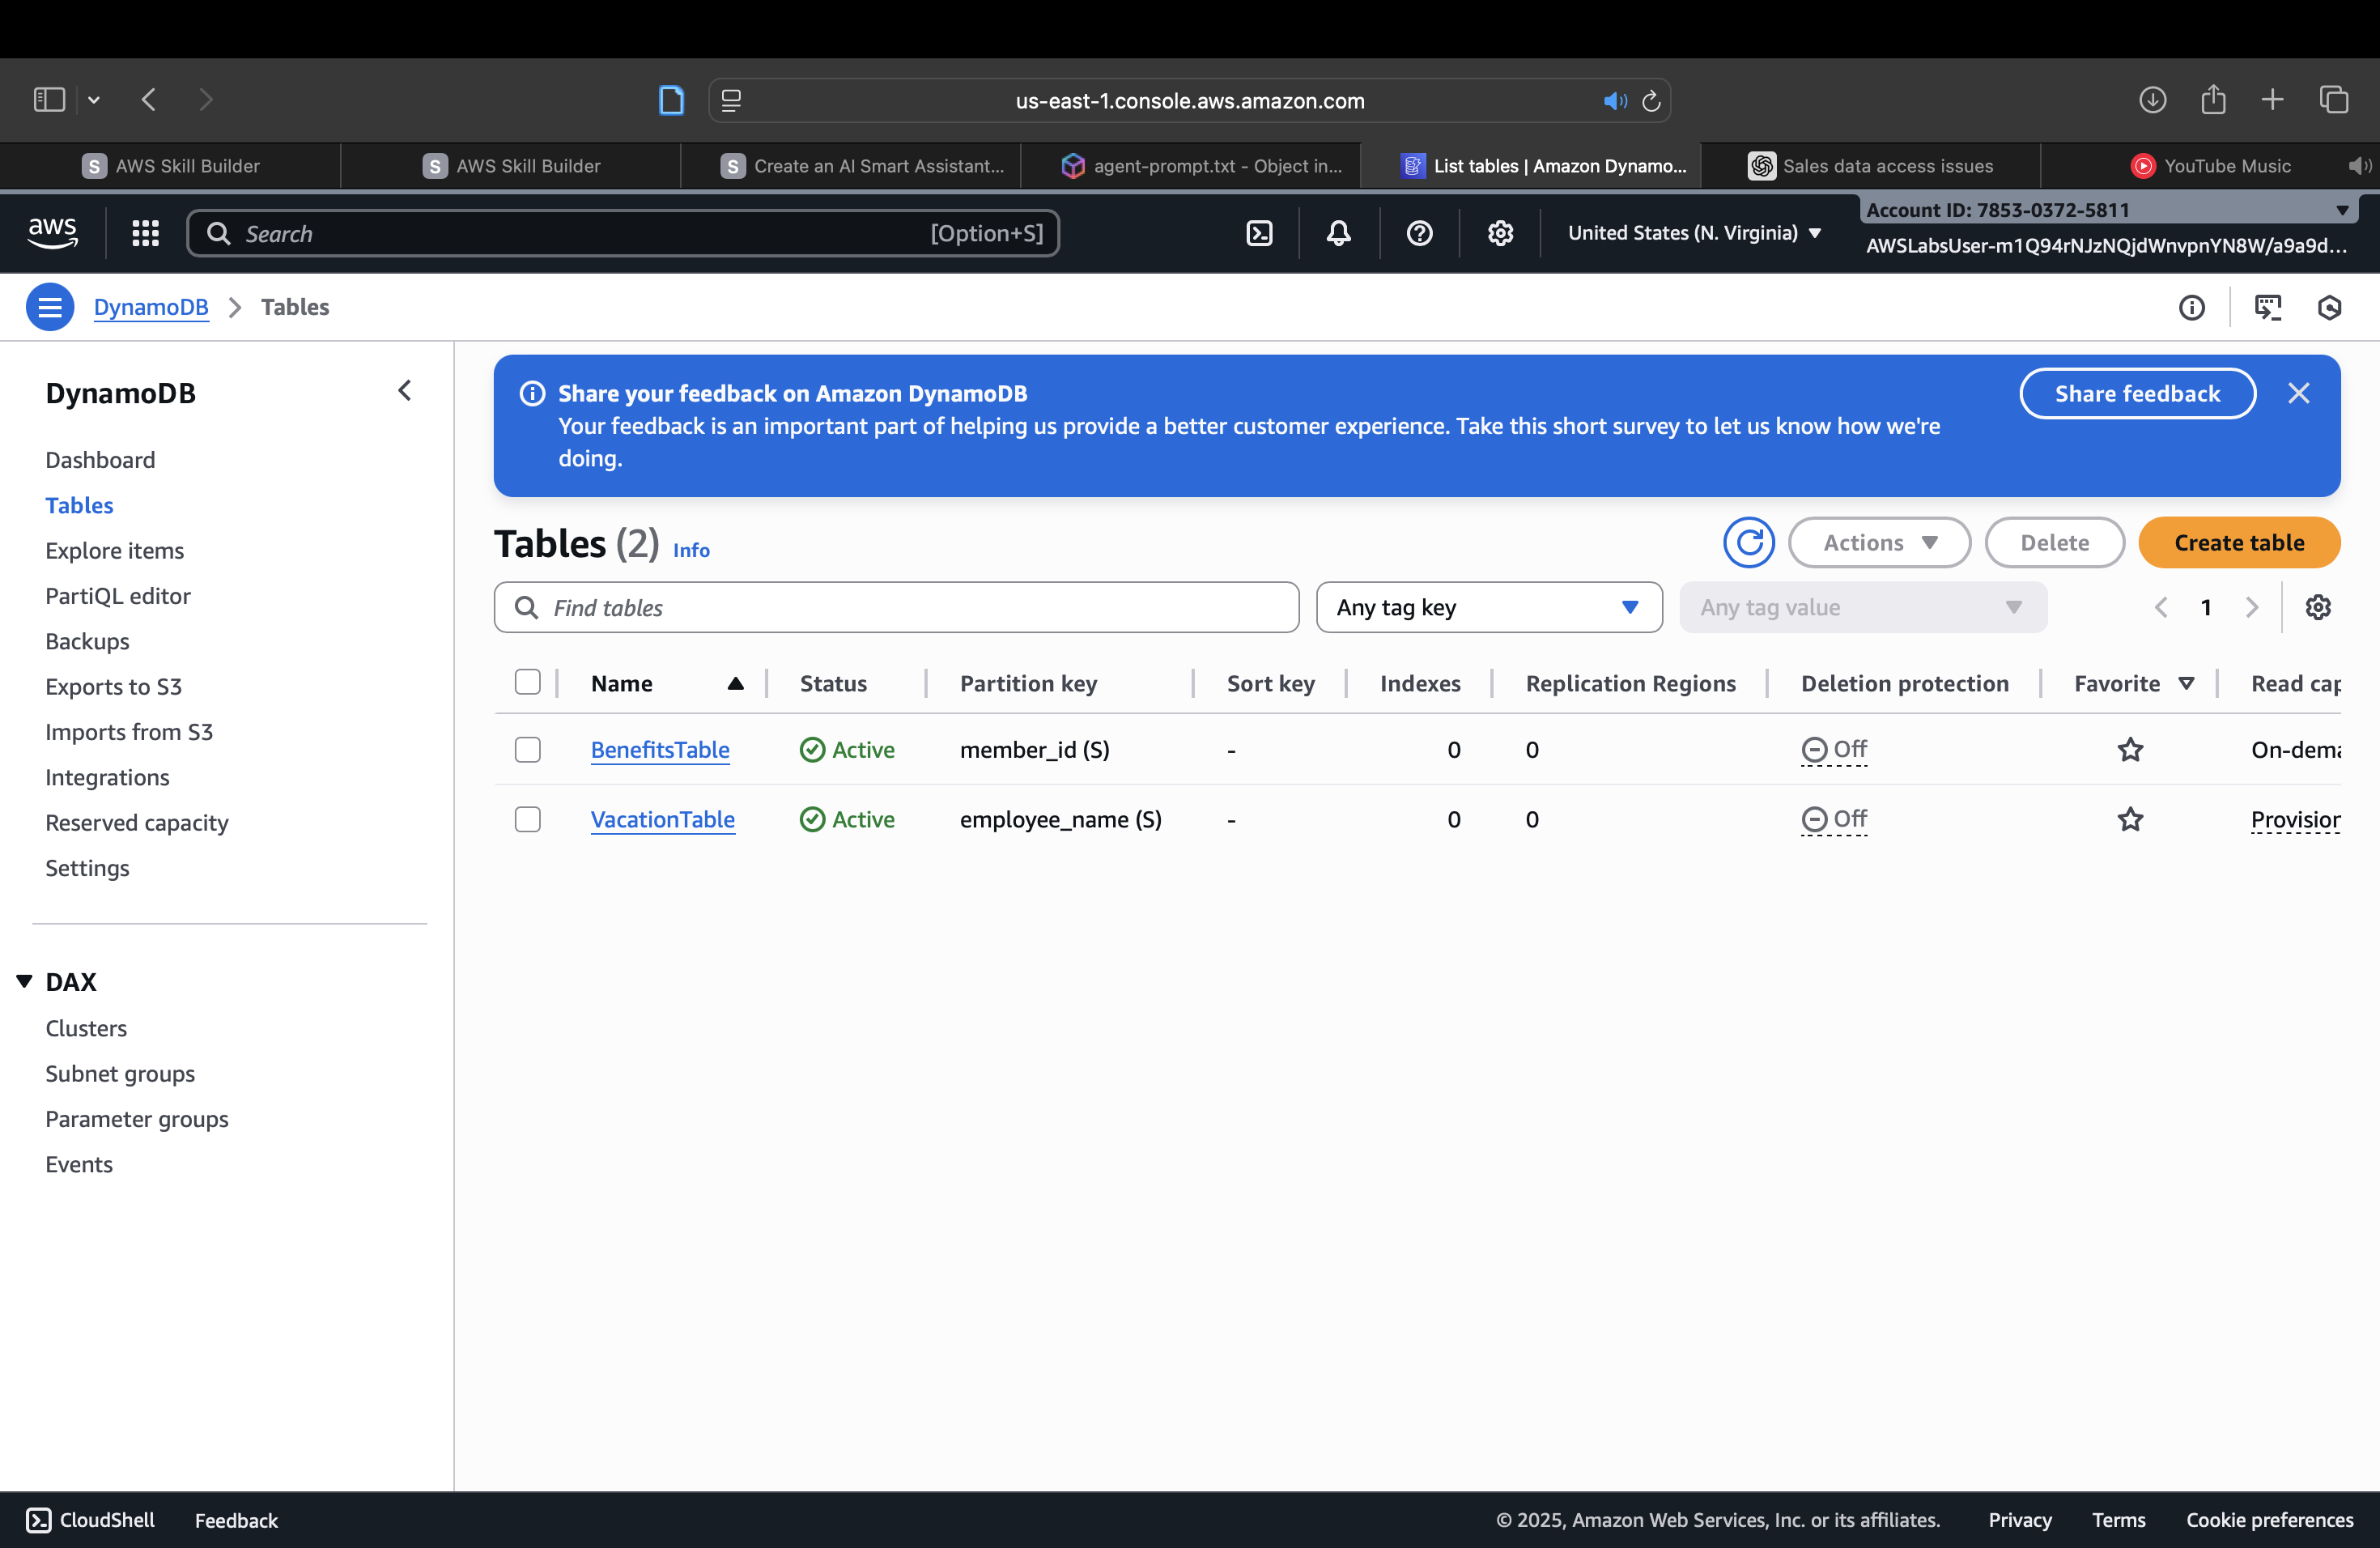 us-east-1.console.aws.amazon.com
S AWS Skill Builder
S AWS Skill Builder
S Create an AI Smart Assistant...
agent-prompt.txt - Object in...
List tables | Amazon Dynamo...
Sales data access issues
YouTube Music
aws
Search
[Option+S]
United States (N. Virginia)
Account ID: 7853-0372-5811
AWSLabsUser-m1Q94rNJzNQjdWnvpnYN8W/a9a9d...
DynamoDB
Tables
DynamoDB
Dashboard
Tables
Explore items
PartiQL editor
Backups
Exports to S3
Imports from S3
Integrations
Reserved capacity
Settings
DAX
Clusters
Subnet groups
Parameter groups
Events
Share your feedback on Amazon DynamoDB
Your feedback is an important part of helping us provide a better customer experience. Take this short survey to let us know how we're
doing.
Share feedback
Tables (2) Info
Actions
Delete
Create table
Find tables
Any tag key
Any tag value
1
Name Status Partition key Sort key Indexes Replication Regions Deletion protection Favorite Read cap
BenefitsTable Active member_id (S) - 0 0 Off On-dema
VacationTable Active employee_name (S) - 0 0 Off Provision
CloudShell
Feedback
© 2025, Amazon Web Services, Inc. or its affiliates.
Privacy
Terms
Cookie preferences